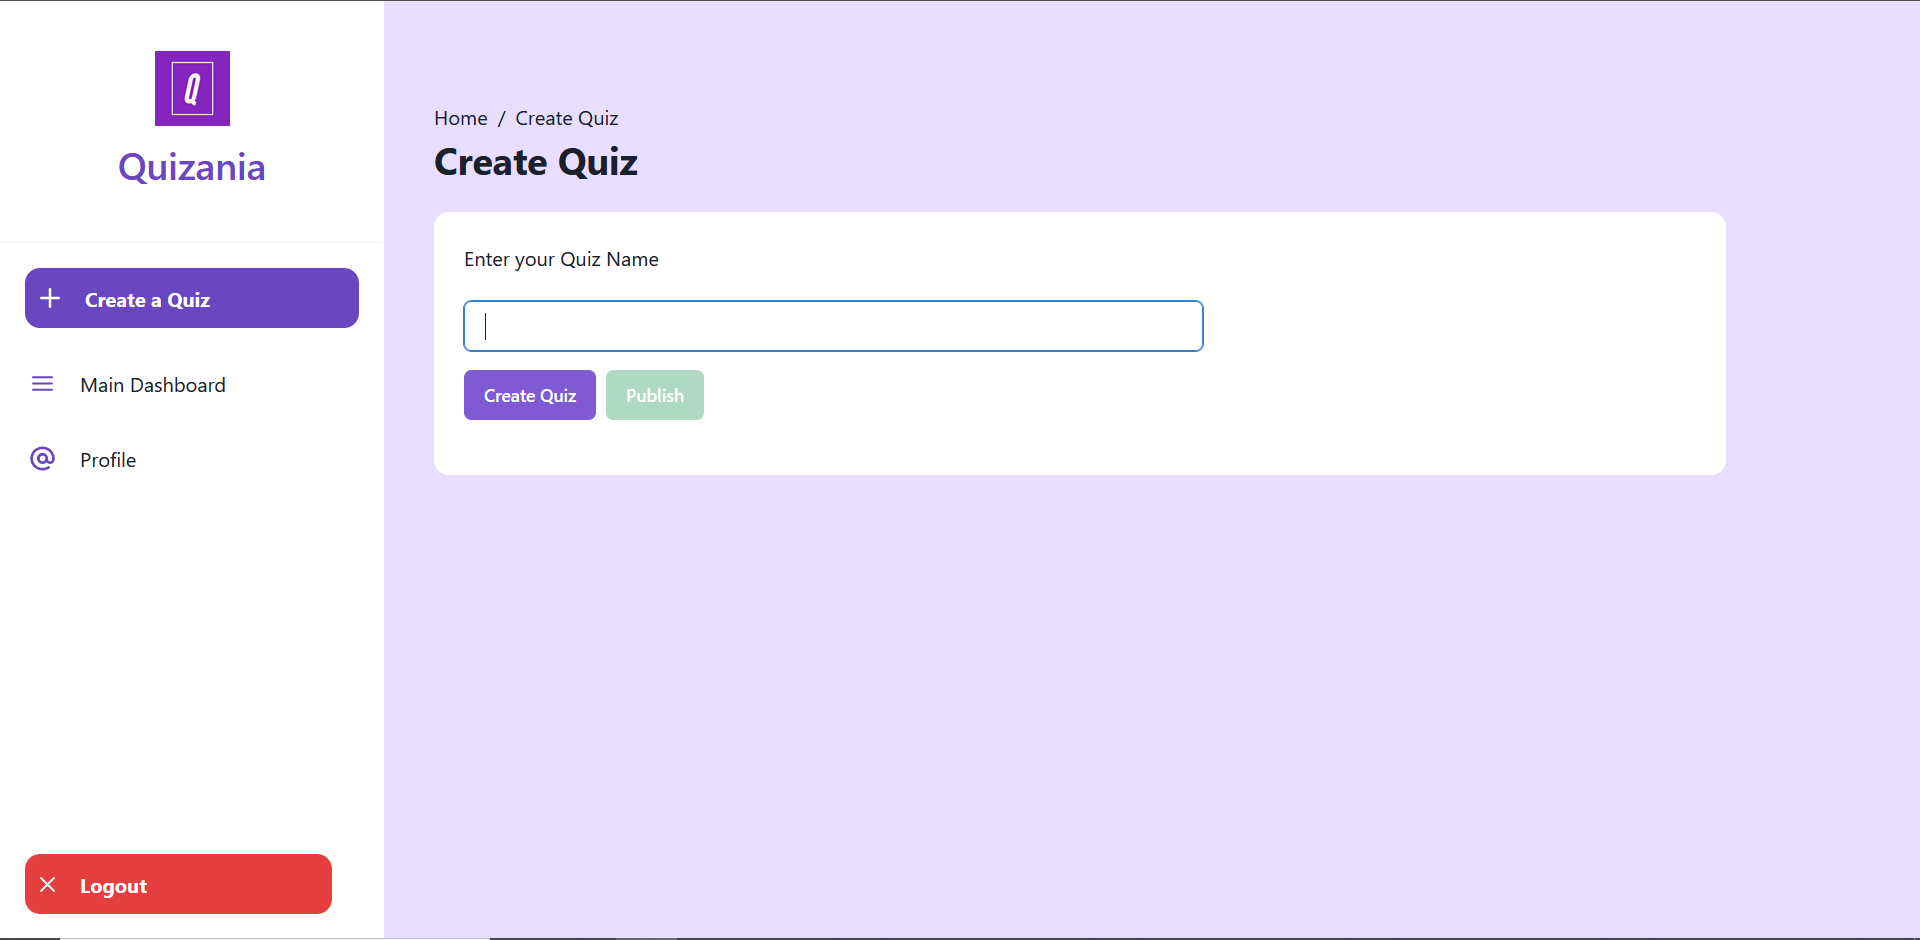 Q
Quizania
Create a Quiz
Main Dashboard
Profile
Logout
Home / Create Quiz
Create Quiz
Enter your Quiz Name
Create Quiz
Publish